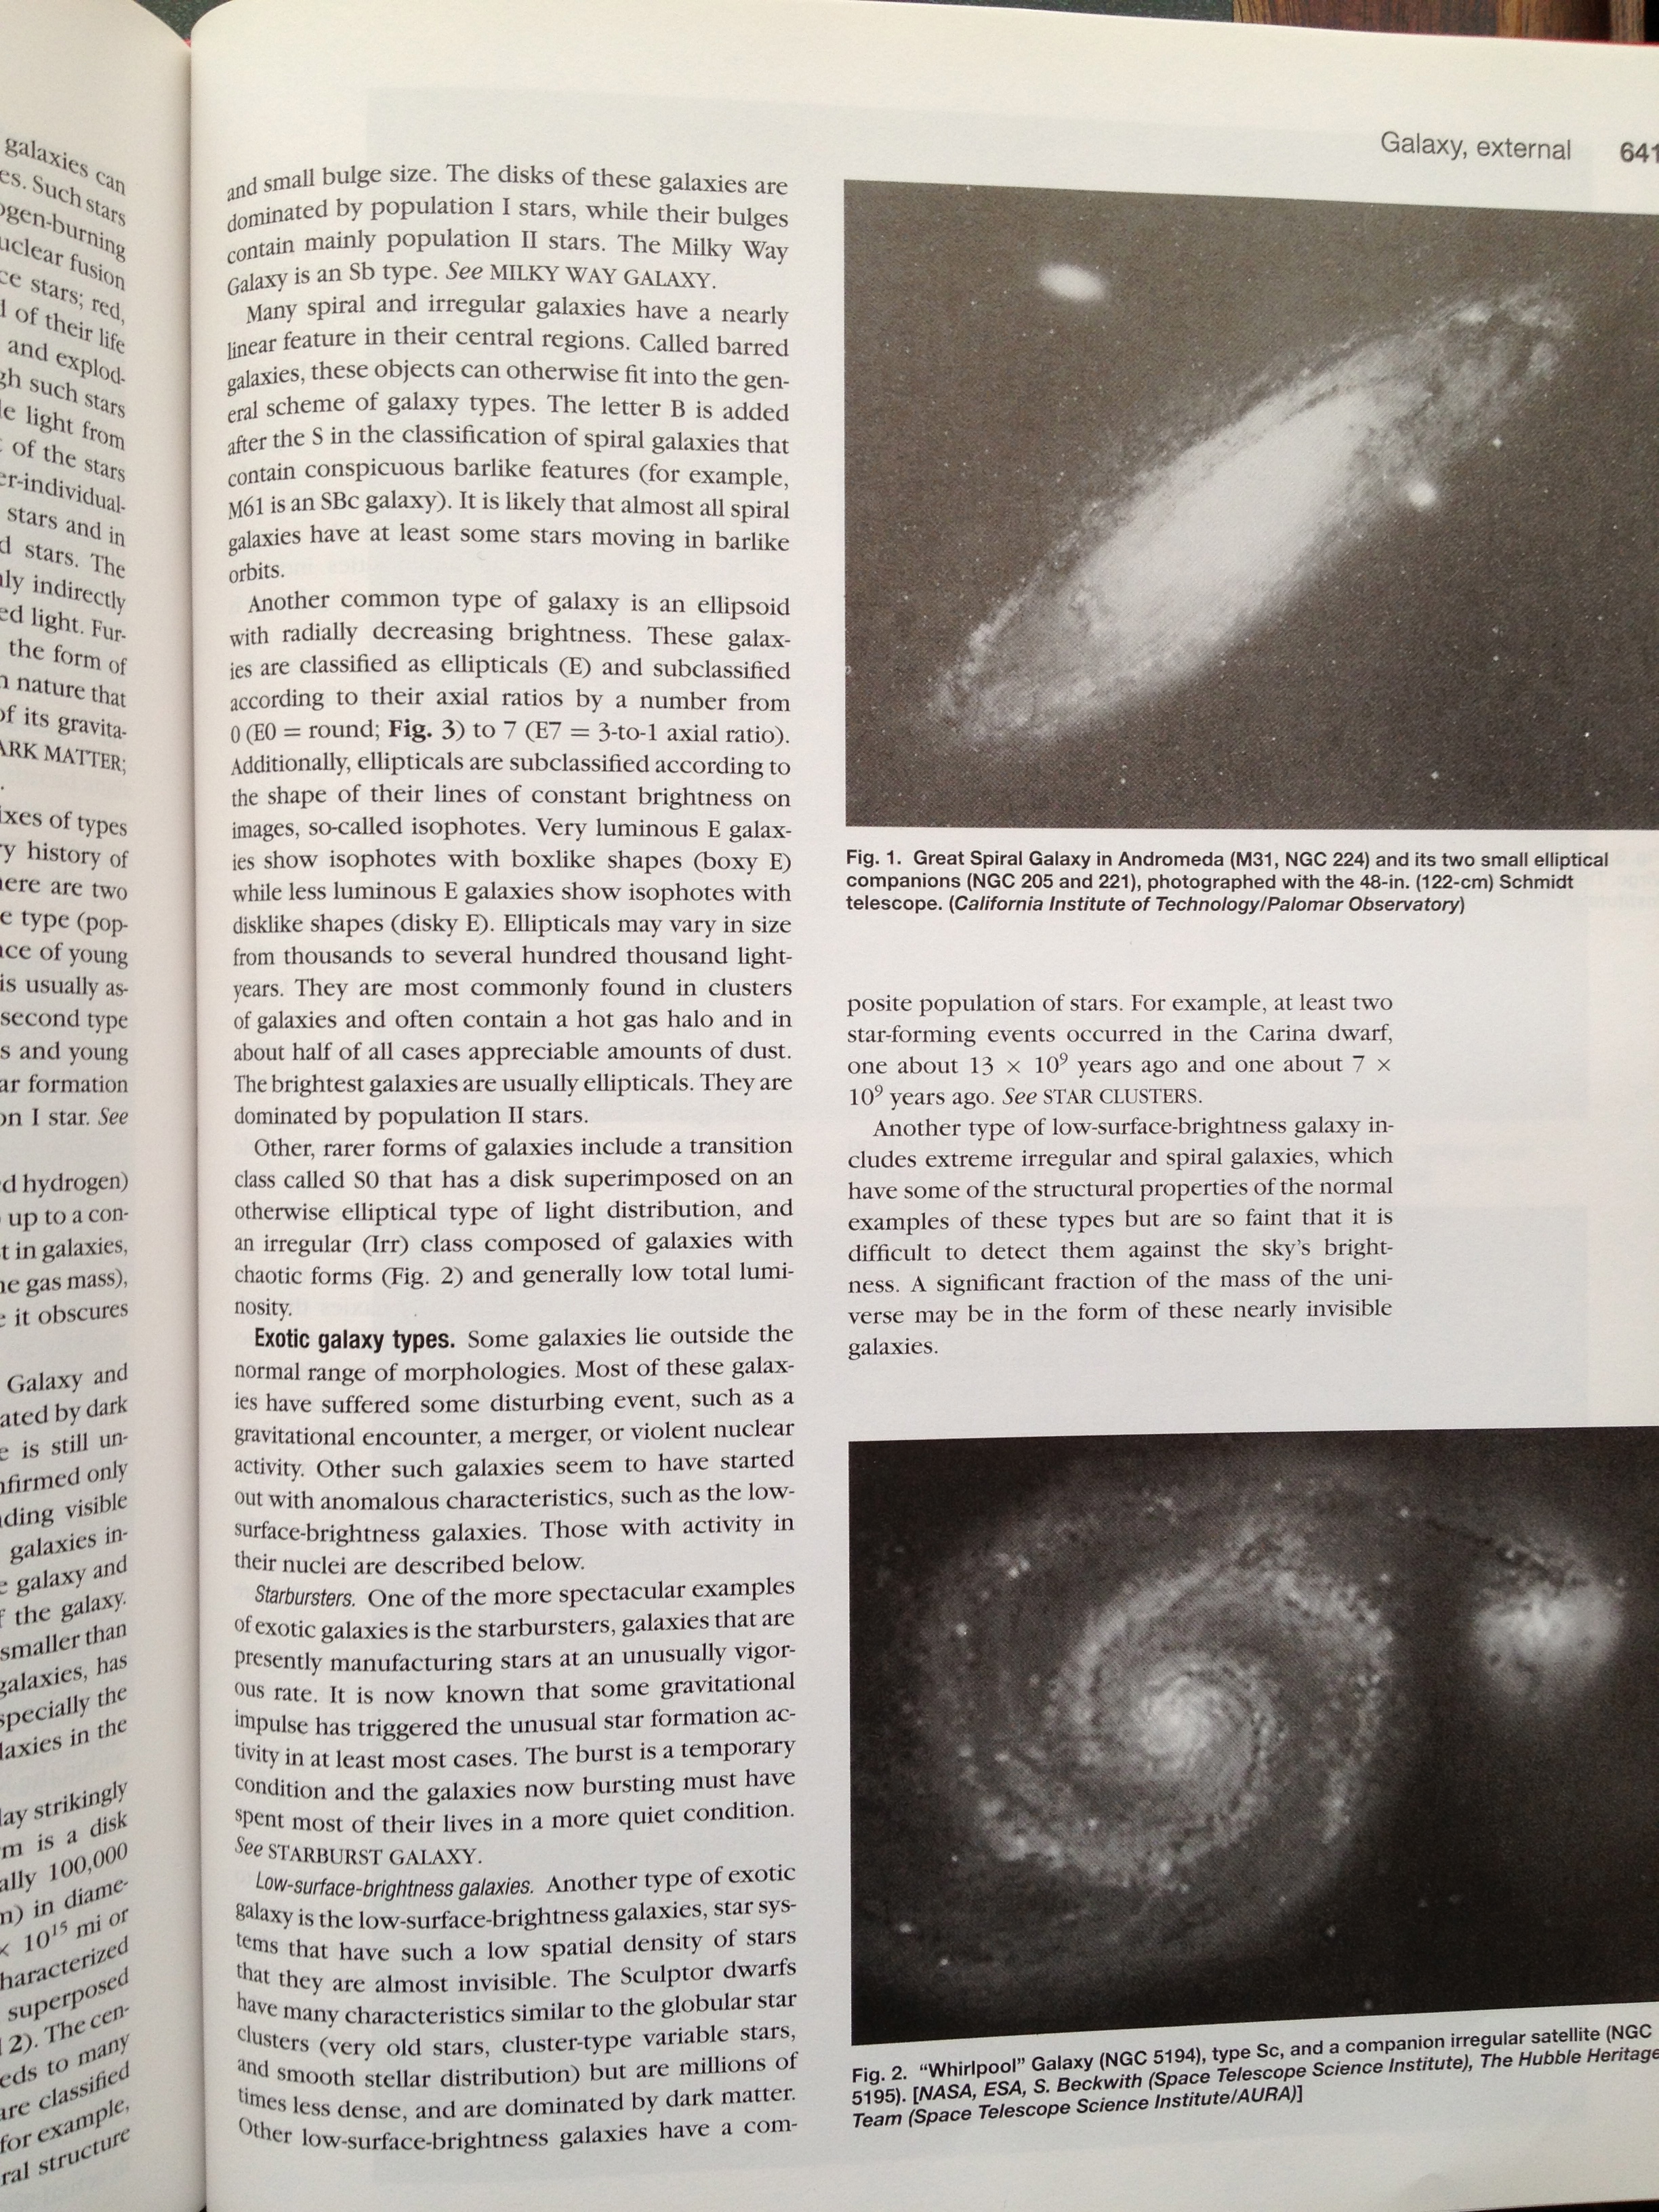 galaxies can
es. Such stars
ogen-burning
uclear fusion
ce stars; red,
d of their life
and explod-
gh such stars
le light from
t of the stars
er-individual-
stars and in
d stars. The
nly indirectly
ed light. Fur-
the form of
n nature that
of its gravita-
ARK MATTER;
ixes of types
ry history of
here are two
e type (pop-
nce of young
is usually as-
second type
s and young
ar formation
on I star. See
d hydrogen)
up to a con-
t in galaxies,
he gas mass),
e it obscures
Galaxy and
ated by dark
e is still un-
nfirmed only
nding visible
galaxies in-
e galaxy and
f the galaxy.
smaller than
galaxies, has
specially the
laxies in the
lay strikingly
m is a disk
ally 100,000
n) in diame-
× 10¹⁵ mi or
haracterized
superposed
2). The cen-
eds to many
are classified
for example,
ral structure
Galaxy, external 641
and small bulge size. The disks of these galaxies are
dominated by population I stars, while their bulges
contain mainly population II stars. The Milky Way
Galaxy is an Sb type. See MILKY WAY GALAXY.
Many spiral and irregular galaxies have a nearly
linear feature in their central regions. Called barred
galaxies, these objects can otherwise fit into the gen-
eral scheme of galaxy types. The letter B is added
after the S in the classification of spiral galaxies that
contain conspicuous barlike features (for example,
M61 is an SBc galaxy). It is likely that almost all spiral
galaxies have at least some stars moving in barlike
orbits.
Another common type of galaxy is an ellipsoid
with radially decreasing brightness. These galax-
ies are classified as ellipticals (E) and subclassified
according to their axial ratios by a number from
0 (E0 = round; Fig. 3) to 7 (E7 = 3-to-1 axial ratio).
Additionally, ellipticals are subclassified according to
the shape of their lines of constant brightness on
images, so-called isophotes. Very luminous E galax-
ies show isophotes with boxlike shapes (boxy E)
while less luminous E galaxies show isophotes with
disklike shapes (disky E). Ellipticals may vary in size
from thousands to several hundred thousand light-
years. They are most commonly found in clusters
of galaxies and often contain a hot gas halo and in
about half of all cases appreciable amounts of dust.
The brightest galaxies are usually ellipticals. They are
dominated by population II stars.
Other, rarer forms of galaxies include a transition
class called S0 that has a disk superimposed on an
otherwise elliptical type of light distribution, and
an irregular (Irr) class composed of galaxies with
chaotic forms (Fig. 2) and generally low total lumi-
nosity.
Exotic galaxy types. Some galaxies lie outside the
normal range of morphologies. Most of these galax-
ies have suffered some disturbing event, such as a
gravitational encounter, a merger, or violent nuclear
activity. Other such galaxies seem to have started
out with anomalous characteristics, such as the low-
surface-brightness galaxies. Those with activity in
their nuclei are described below.
Starbursters. One of the more spectacular examples
of exotic galaxies is the starbursters, galaxies that are
presently manufacturing stars at an unusually vigor-
ous rate. It is now known that some gravitational
impulse has triggered the unusual star formation ac-
tivity in at least most cases. The burst is a temporary
condition and the galaxies now bursting must have
spent most of their lives in a more quiet condition.
See STARBURST GALAXY.
Low-surface-brightness galaxies. Another type of exotic
galaxy is the low-surface-brightness galaxies, star sys-
tems that have such a low spatial density of stars
that they are almost invisible. The Sculptor dwarfs
have many characteristics similar to the globular star
clusters (very old stars, cluster-type variable stars,
and smooth stellar distribution) but are millions of
times less dense, and are dominated by dark matter.
Other low-surface-brightness galaxies have a com-
Fig. 1. Great Spiral Galaxy in Andromeda (M31, NGC 224) and its two small elliptical
companions (NGC 205 and 221), photographed with the 48-in. (122-cm) Schmidt
telescope. (California Institute of Technology/Palomar Observatory)
posite population of stars. For example, at least two
star-forming events occurred in the Carina dwarf,
one about 13 × 10⁹ years ago and one about 7 ×
10⁹ years ago. See STAR CLUSTERS.
Another type of low-surface-brightness galaxy in-
cludes extreme irregular and spiral galaxies, which
have some of the structural properties of the normal
examples of these types but are so faint that it is
difficult to detect them against the sky's bright-
ness. A significant fraction of the mass of the uni-
verse may be in the form of these nearly invisible
galaxies.
Fig. 2. “Whirlpool” Galaxy (NGC 5194), type Sc, and a companion irregular satellite (NGC
5195). [NASA, ESA, S. Beckwith (Space Telescope Science Institute), The Hubble Heritage
Team (Space Telescope Science Institute/AURA)]